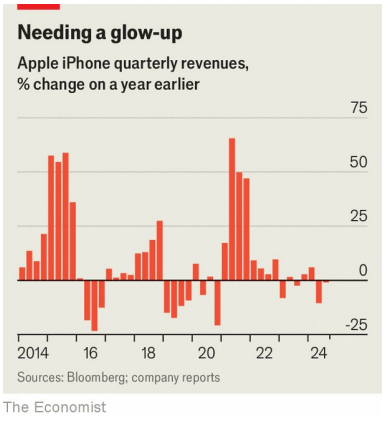 Needing a glow-up
Apple iPhone quarterly revenues,
% change on a year earlier
75
50
25
0
-25
2014 16 18 20 22 24
Sources: Bloomberg; company reports
The Economist